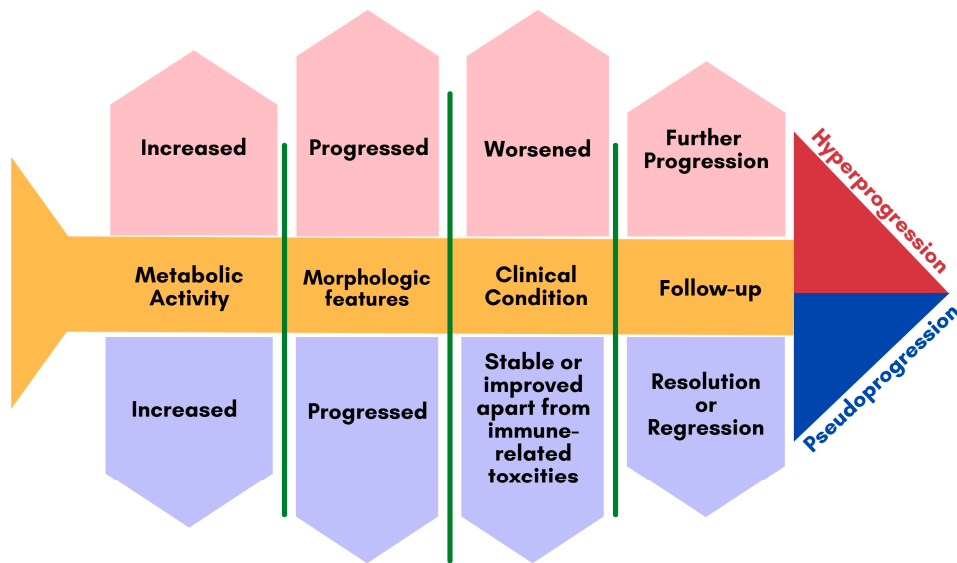 Increased
Progressed
Worsened
Further
Progression
Hyperprogression
Metabolic
Activity
Morphologic
features
Clinical
Condition
Follow-up
Increased
Progressed
Stable or
improved
apart from
immune-
related
toxcities
Resolution
or
Regression
Pseudoprogression